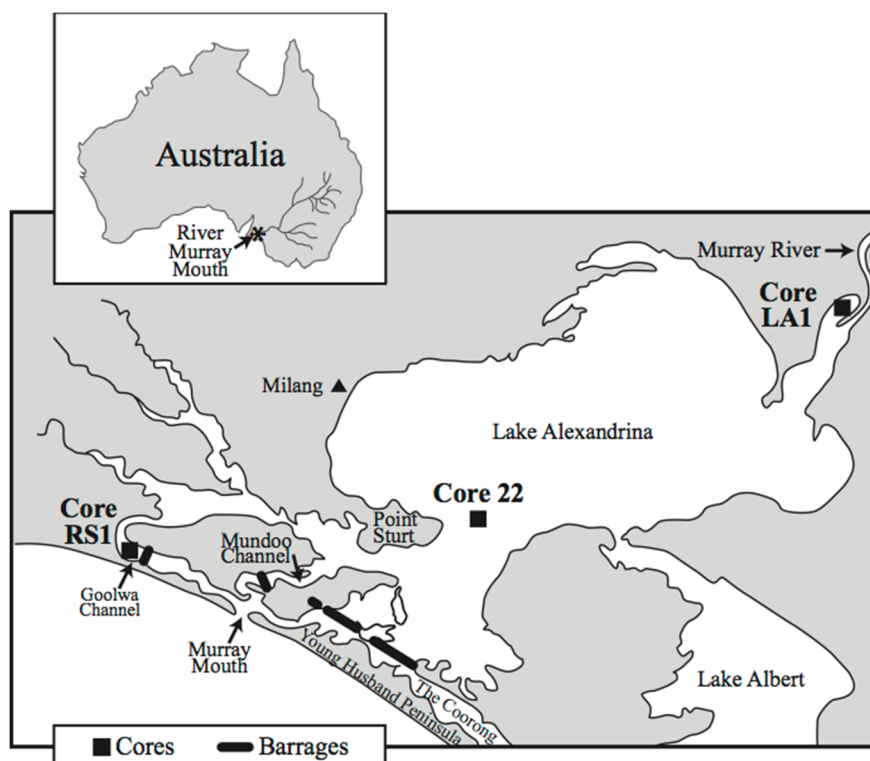 Australia
River
Murray
Mouth
Murray River
Core
LA1
Milang
Lake Alexandrina
Core 22
Core
RS1
Point
Sturt
Mundoo
Channel
Goolwa
Channel
Murray
Mouth
Young Husband Peninsula
The Coorong
Lake Albert
Cores
Barrages